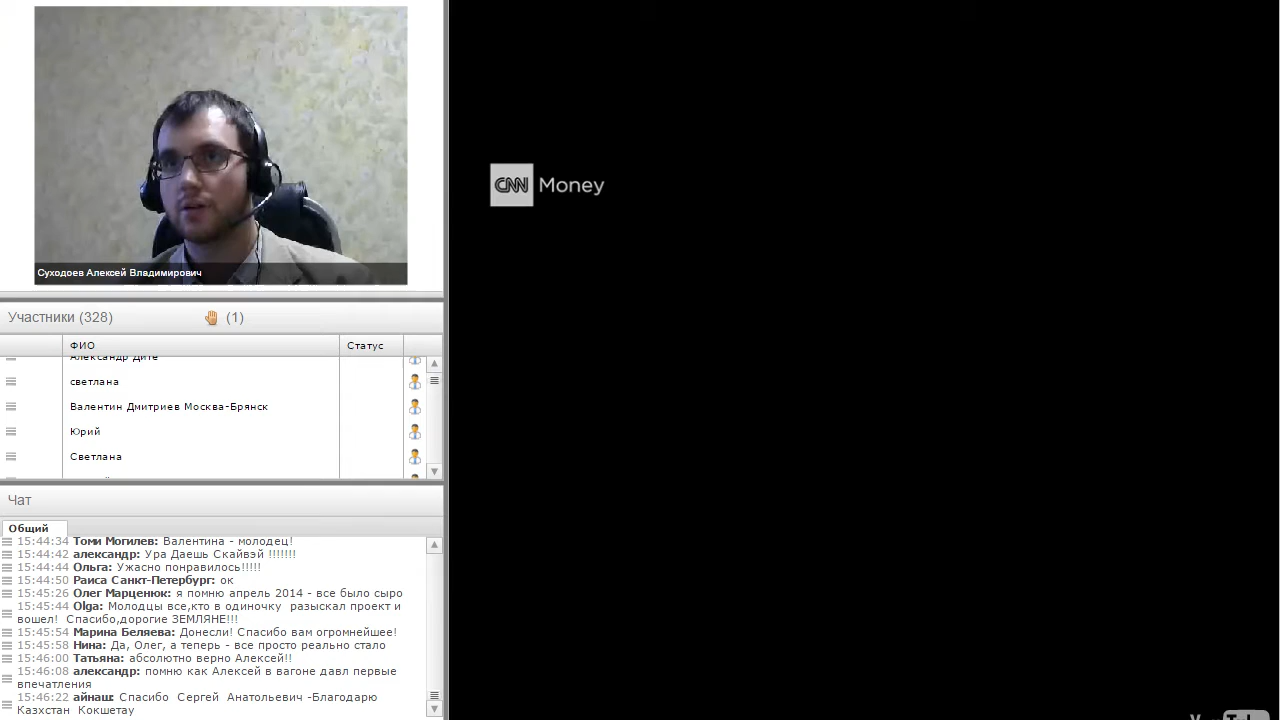 Суходоев Алексей Владимирович
CNN Money
Участники (328) (1)
ФИО Статус
Александр Дите
светлана
Валентин Дмитриев Москва-Брянск
Юрий
Светлана
Чат
Общий
15:44:34 Томи Могилев: Валентина - молодец!
15:44:42 александр: Ура Даешь Скайвэй !!!!!!!
15:44:44 Ольга: Ужасно понравилось!!!!!
15:44:50 Раиса Санкт-Петербург: ок
15:45:26 Олег Марценюк: я помню апрель 2014 - все было сыро
15:45:44 Olga: Молодцы все,кто в одиночку разыскал проект и
вошел! Спасибо,дорогие ЗЕМЛЯНЕ!!!
15:45:54 Марина Беляева: Донесли! Спасибо вам огромнейшее!
15:45:58 Нина: Да, Олег, а теперь - все просто реально стало
15:46:00 Татьяна: абсолютно верно Алексей!!
15:46:08 александр: помню как Алексей в вагоне давл первые
впечатления
15:46:22 айнаш: Спасибо Сергей Анатольевич -Благодарю
Казхстан Кокшетау